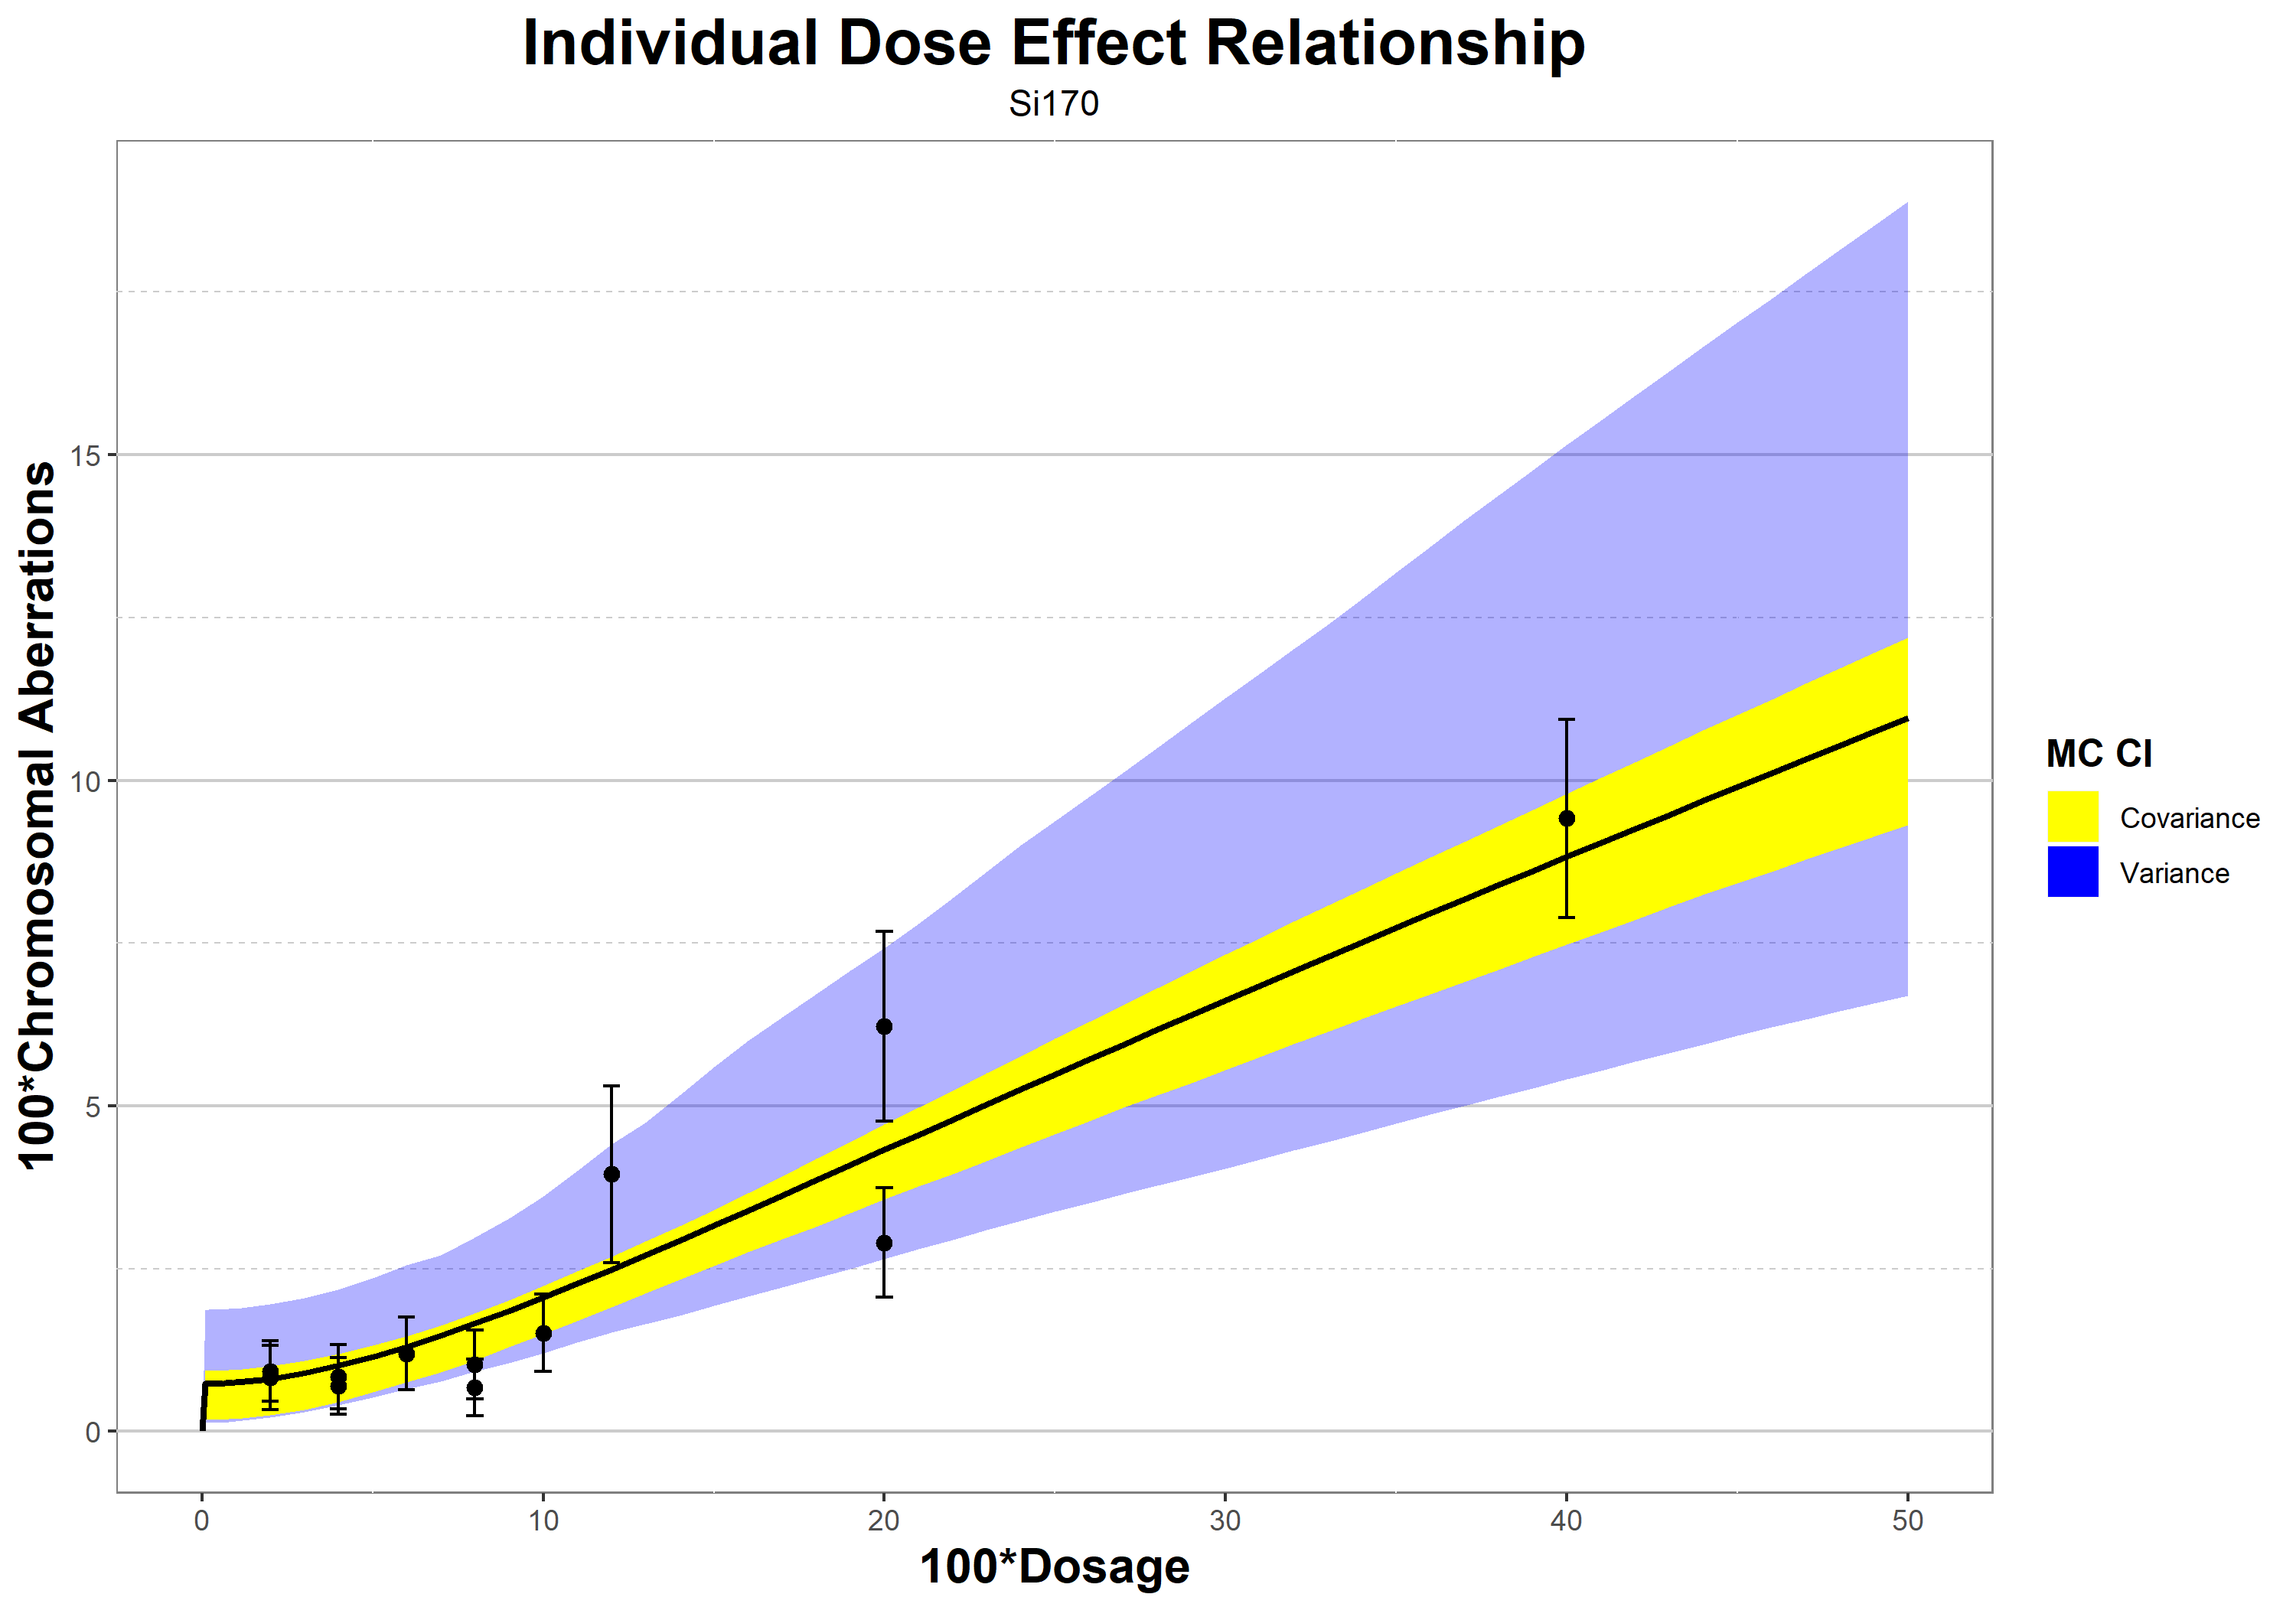 Individual Dose Effect Relationship
Si170
100*Chromosomal Aberrations
15
10
5
0
0 10 20 30 40 50
100*Dosage
MC CI
Covariance
Variance